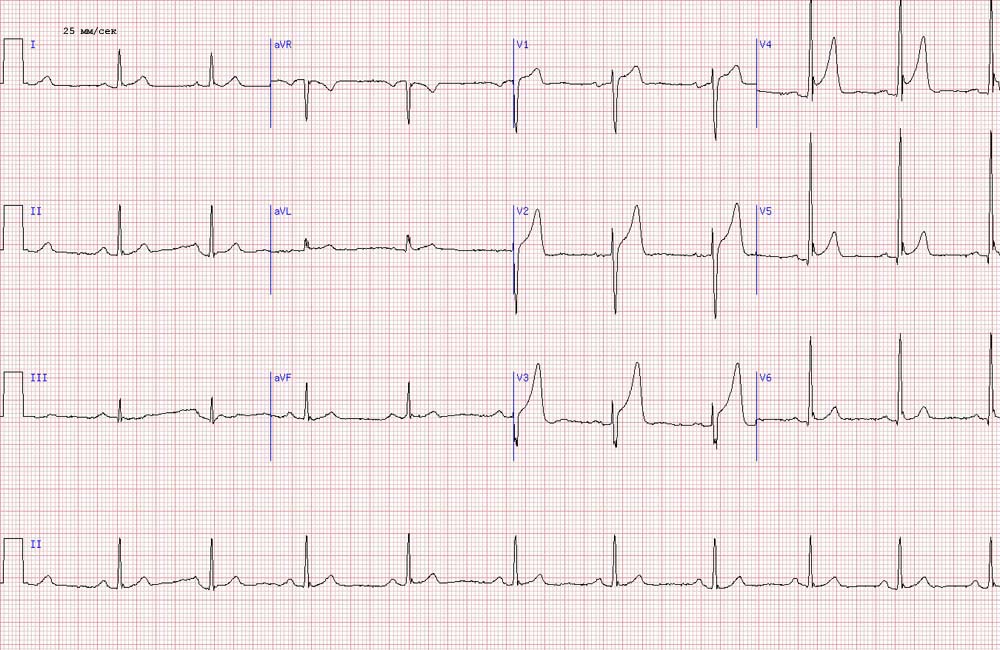 25 мм/сек
I aVR V1 V4
II aVL V2 V5
III aVF V3 V6
II